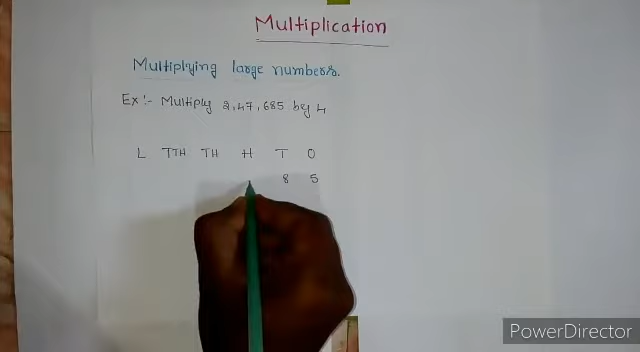 Multiplication
Multiplying large numbers.
Ex:- Multiply 2,47,685 by 4
L TTH TH H T O
8 5
PowerDirector